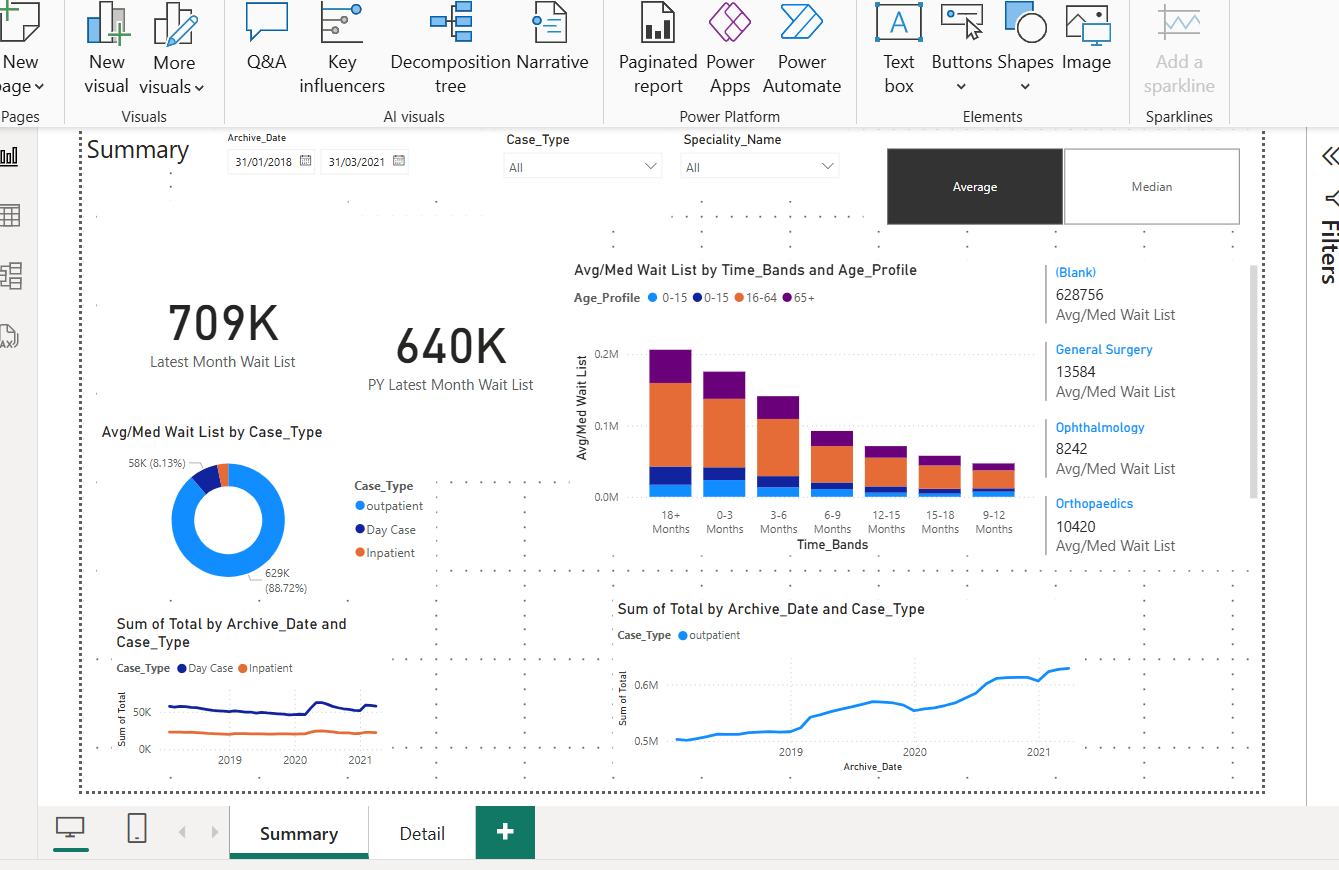 New
page
Pages
New
visual
More
visuals
Visuals
Q&A
Key
influencers
Decomposition
tree
Narrative
AI visuals
Paginated
report
Power
Apps
Power
Automate
Power Platform
Text
box
Buttons
Shapes
Image
Elements
Add a
sparkline
Sparklines
Summary
Archive_Date
31/01/2018
31/03/2021
Case_Type
All
Speciality_Name
All
Average
Median
Filters
709K
Latest Month Wait List
640K
PY Latest Month Wait List
Avg/Med Wait List by Time_Bands and Age_Profile
Age_Profile 0-15 0-15 16-64 65+
Avg/Med Wait List
0.2M
0.1M
0.0M
18+
Months
0-3
Months
3-6
Months
6-9
Months
12-15
Months
15-18
Months
9-12
Months
Time_Bands
(Blank)
628756
Avg/Med Wait List
General Surgery
13584
Avg/Med Wait List
Ophthalmology
8242
Avg/Med Wait List
Orthopaedics
10420
Avg/Med Wait List
Avg/Med Wait List by Case_Type
58K (8.13%)
629K
(88.72%)
Case_Type
outpatient
Day Case
Inpatient
Sum of Total by Archive_Date and
Case_Type
Case_Type Day Case Inpatient
Sum of Total
50K
0K
2019 2020 2021
Sum of Total by Archive_Date and Case_Type
Case_Type outpatient
Sum of Total
0.6M
0.5M
2019 2020 2021
Archive_Date
Summary
Detail
+